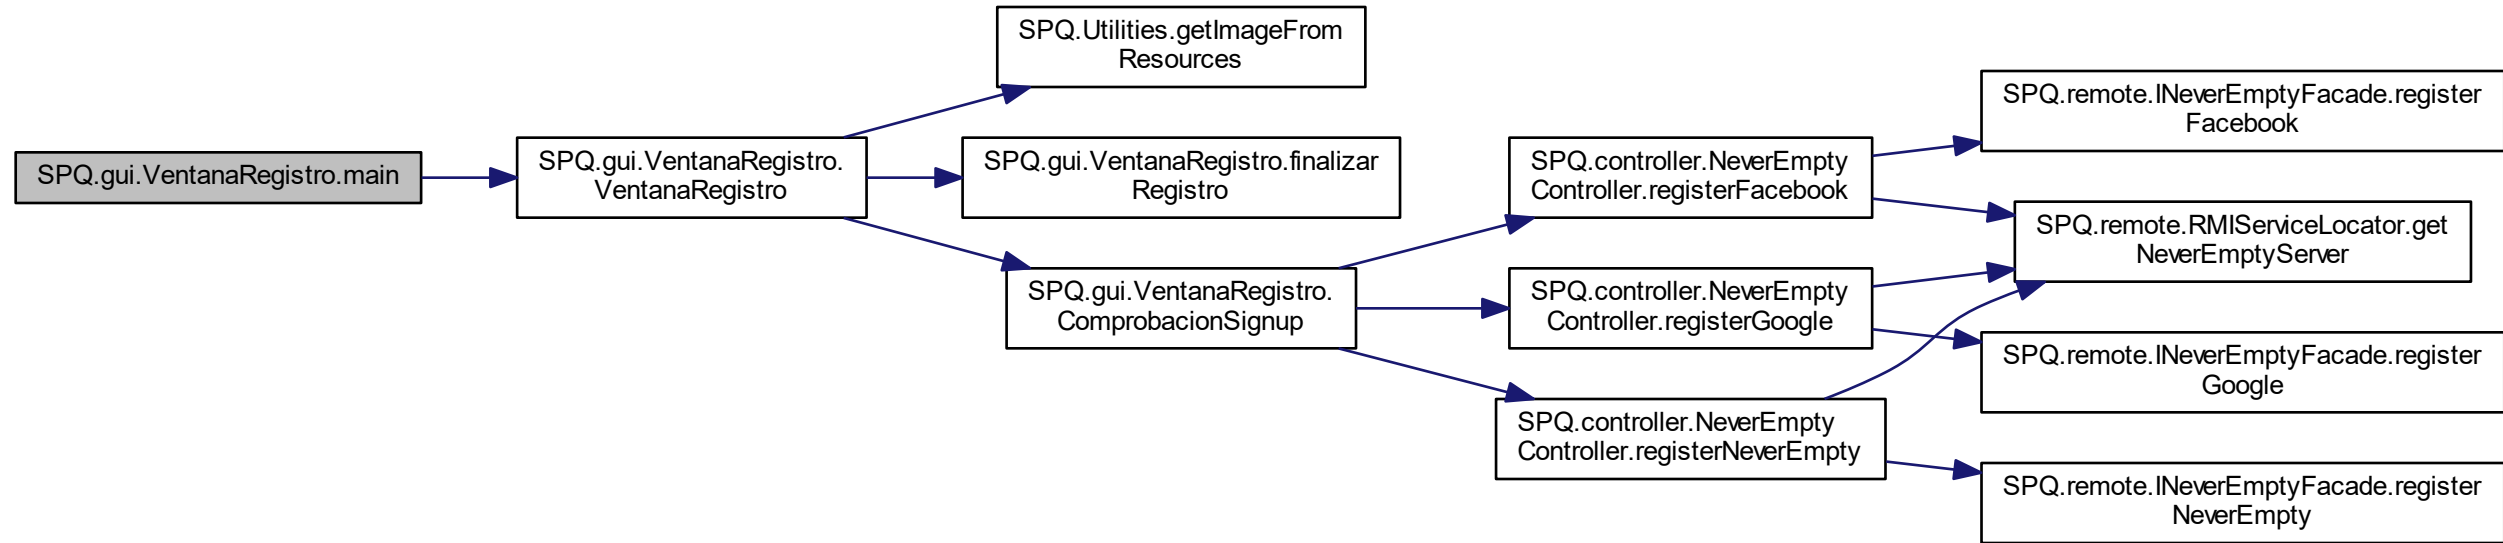 SPQ.gui.VentanaRegistro.main
SPQ.gui.VentanaRegistro.
VentanaRegistro
SPQ.Utilities.getImageFrom
Resources
SPQ.gui.VentanaRegistro.finalizar
Registro
SPQ.gui.VentanaRegistro.
ComprobacionSignup
SPQ.controller.NeverEmpty
Controller.registerFacebook
SPQ.controller.NeverEmpty
Controller.registerGoogle
SPQ.controller.NeverEmpty
Controller.registerNeverEmpty
SPQ.remote.INeverEmptyFacade.register
Facebook
SPQ.remote.RMIServiceLocator.get
NeverEmptyServer
SPQ.remote.INeverEmptyFacade.register
Google
SPQ.remote.INeverEmptyFacade.register
NeverEmpty